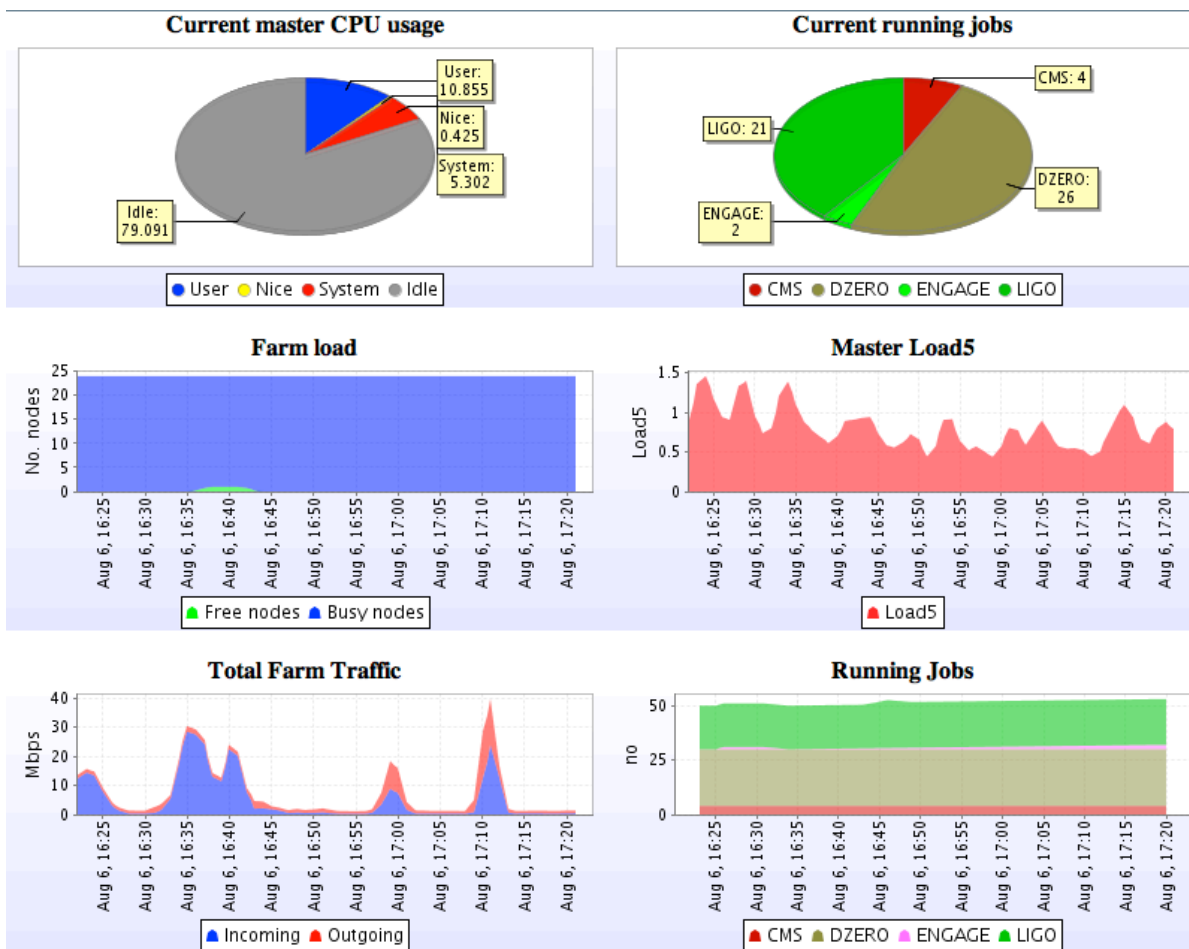 Current master CPU usage
User:
10.855
Nice:
0.425
System:
5.302
Idle:
79.091
User Nice System Idle
Current running jobs
CMS: 4
LIGO: 21
DZERO:
26
ENGAGE:
2
CMS DZERO ENGAGE LIGO
Farm load
No. nodes
25
20
15
10
5
0
Aug 6, 16:25
Aug 6, 16:30
Aug 6, 16:35
Aug 6, 16:40
Aug 6, 16:45
Aug 6, 16:50
Aug 6, 16:55
Aug 6, 17:00
Aug 6, 17:05
Aug 6, 17:10
Aug 6, 17:15
Aug 6, 17:20
Free nodes Busy nodes
Master Load5
Load5
1.5
1
0.5
0
Aug 6, 16:25
Aug 6, 16:30
Aug 6, 16:35
Aug 6, 16:40
Aug 6, 16:45
Aug 6, 16:50
Aug 6, 16:55
Aug 6, 17:00
Aug 6, 17:05
Aug 6, 17:10
Aug 6, 17:15
Aug 6, 17:20
Load5
Total Farm Traffic
Mbps
40
30
20
10
0
Aug 6, 16:25
Aug 6, 16:30
Aug 6, 16:35
Aug 6, 16:40
Aug 6, 16:45
Aug 6, 16:50
Aug 6, 16:55
Aug 6, 17:00
Aug 6, 17:05
Aug 6, 17:10
Aug 6, 17:15
Aug 6, 17:20
Incoming Outgoing
Running Jobs
no
50
25
0
Aug 6, 16:25
Aug 6, 16:30
Aug 6, 16:35
Aug 6, 16:40
Aug 6, 16:45
Aug 6, 16:50
Aug 6, 16:55
Aug 6, 17:00
Aug 6, 17:05
Aug 6, 17:10
Aug 6, 17:15
Aug 6, 17:20
CMS DZERO ENGAGE LIGO